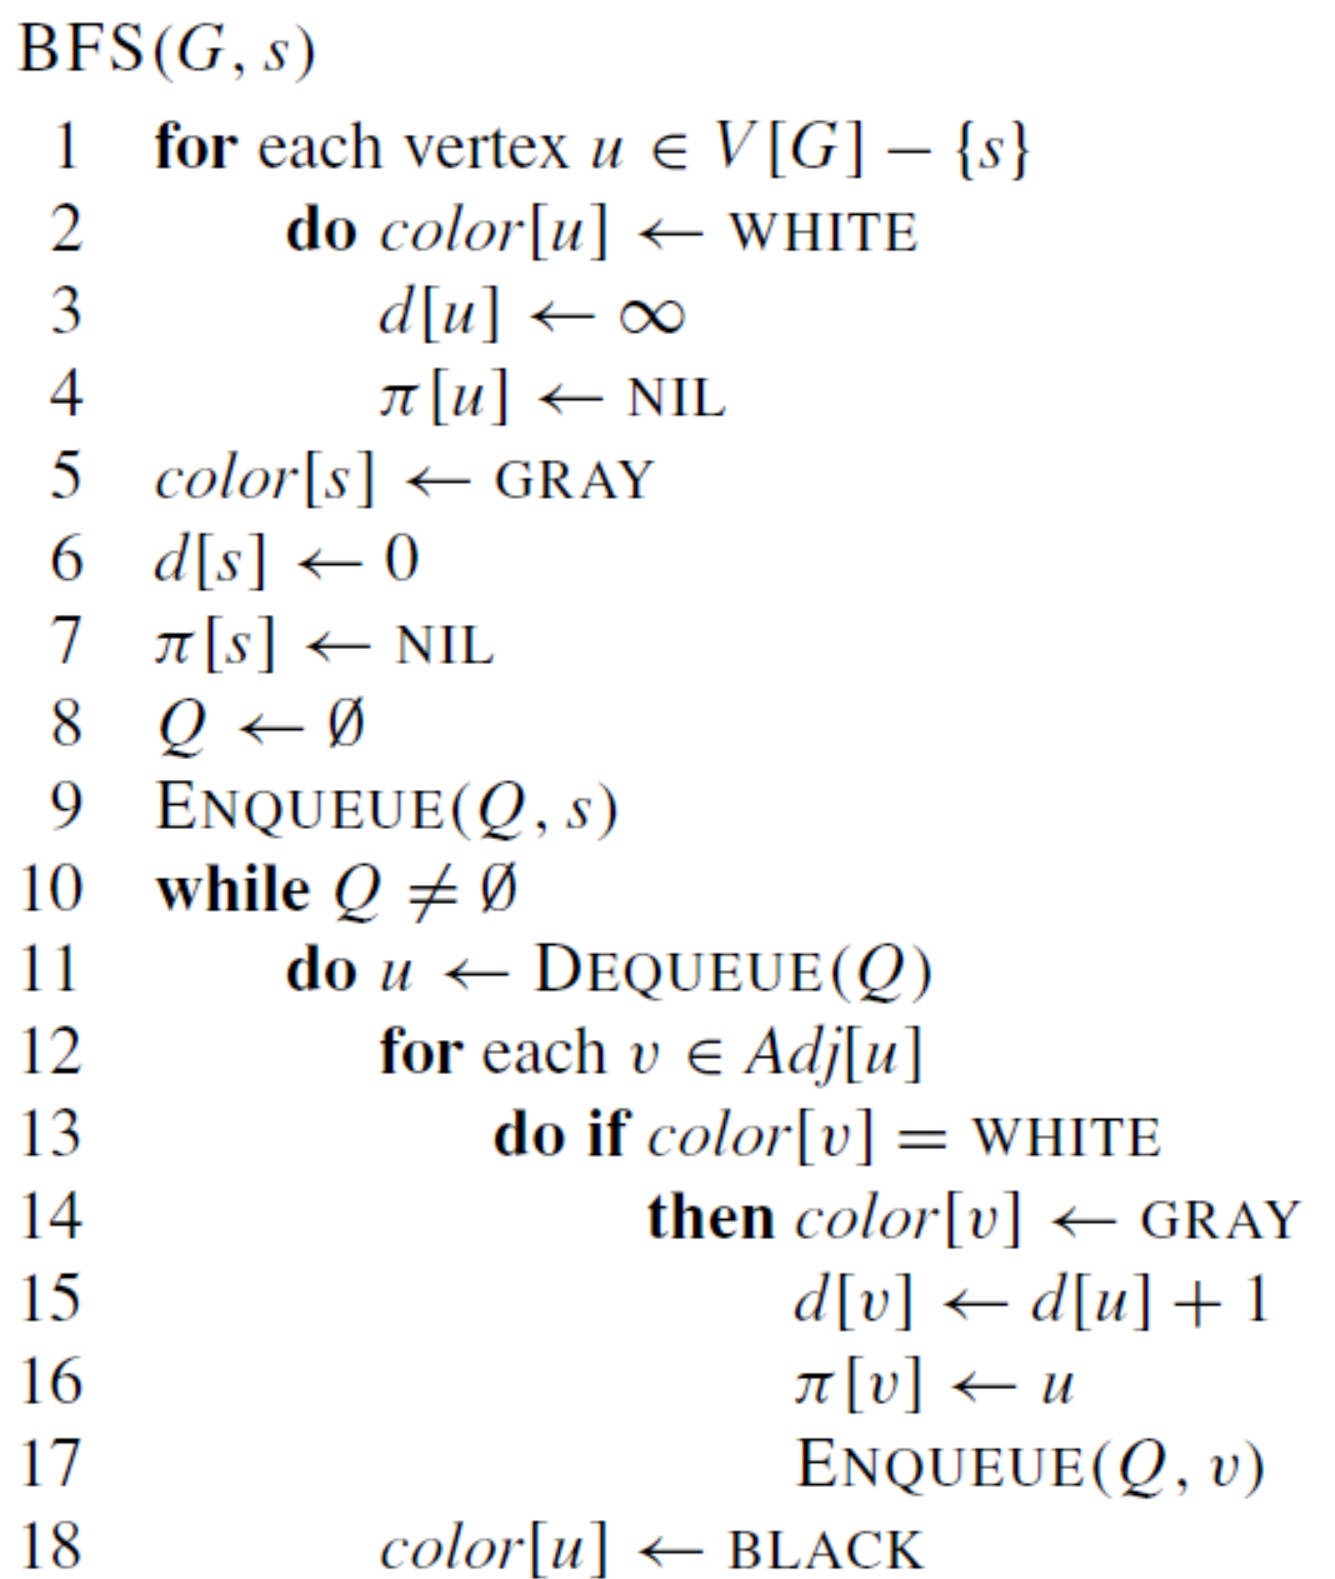 BFS(G, s)
1 for each vertex u ∈ V[G] − {s}
2 do color[u] ← WHITE
3 d[u] ← ∞
4 π[u] ← NIL
5 color[s] ← GRAY
6 d[s] ← 0
7 π[s] ← NIL
8 Q ← ∅
9 ENQUEUE(Q, s)
10 while Q ≠ ∅
11 do u ← DEQUEUE(Q)
12 for each v ∈ Adj[u]
13 do if color[v] = WHITE
14 then color[v] ← GRAY
15 d[v] ← d[u] + 1
16 π[v] ← u
17 ENQUEUE(Q, v)
18 color[u] ← BLACK